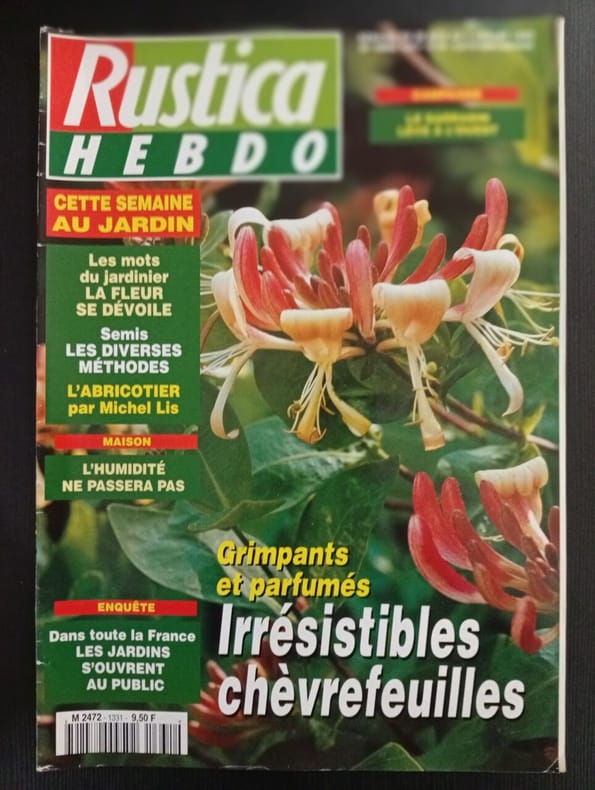 Rustica
HEBDO
CETTE SEMAINE
AU JARDIN
Les mots
du jardinier
LA FLEUR
SE DÉVOILE
Semis
LES DIVERSES
MÉTHODES
L'ABRICOTIER
par Michel Lis
MAISON
L'HUMIDITÉ
NE PASSERA PAS
ENQUÊTE
Dans toute la France
LES JARDINS
S'OUVRENT
AU PUBLIC
M 2472 - 1331 - 9,50 F
Grimpants
et parfumés
Irrésistibles
chèvrefeuilles